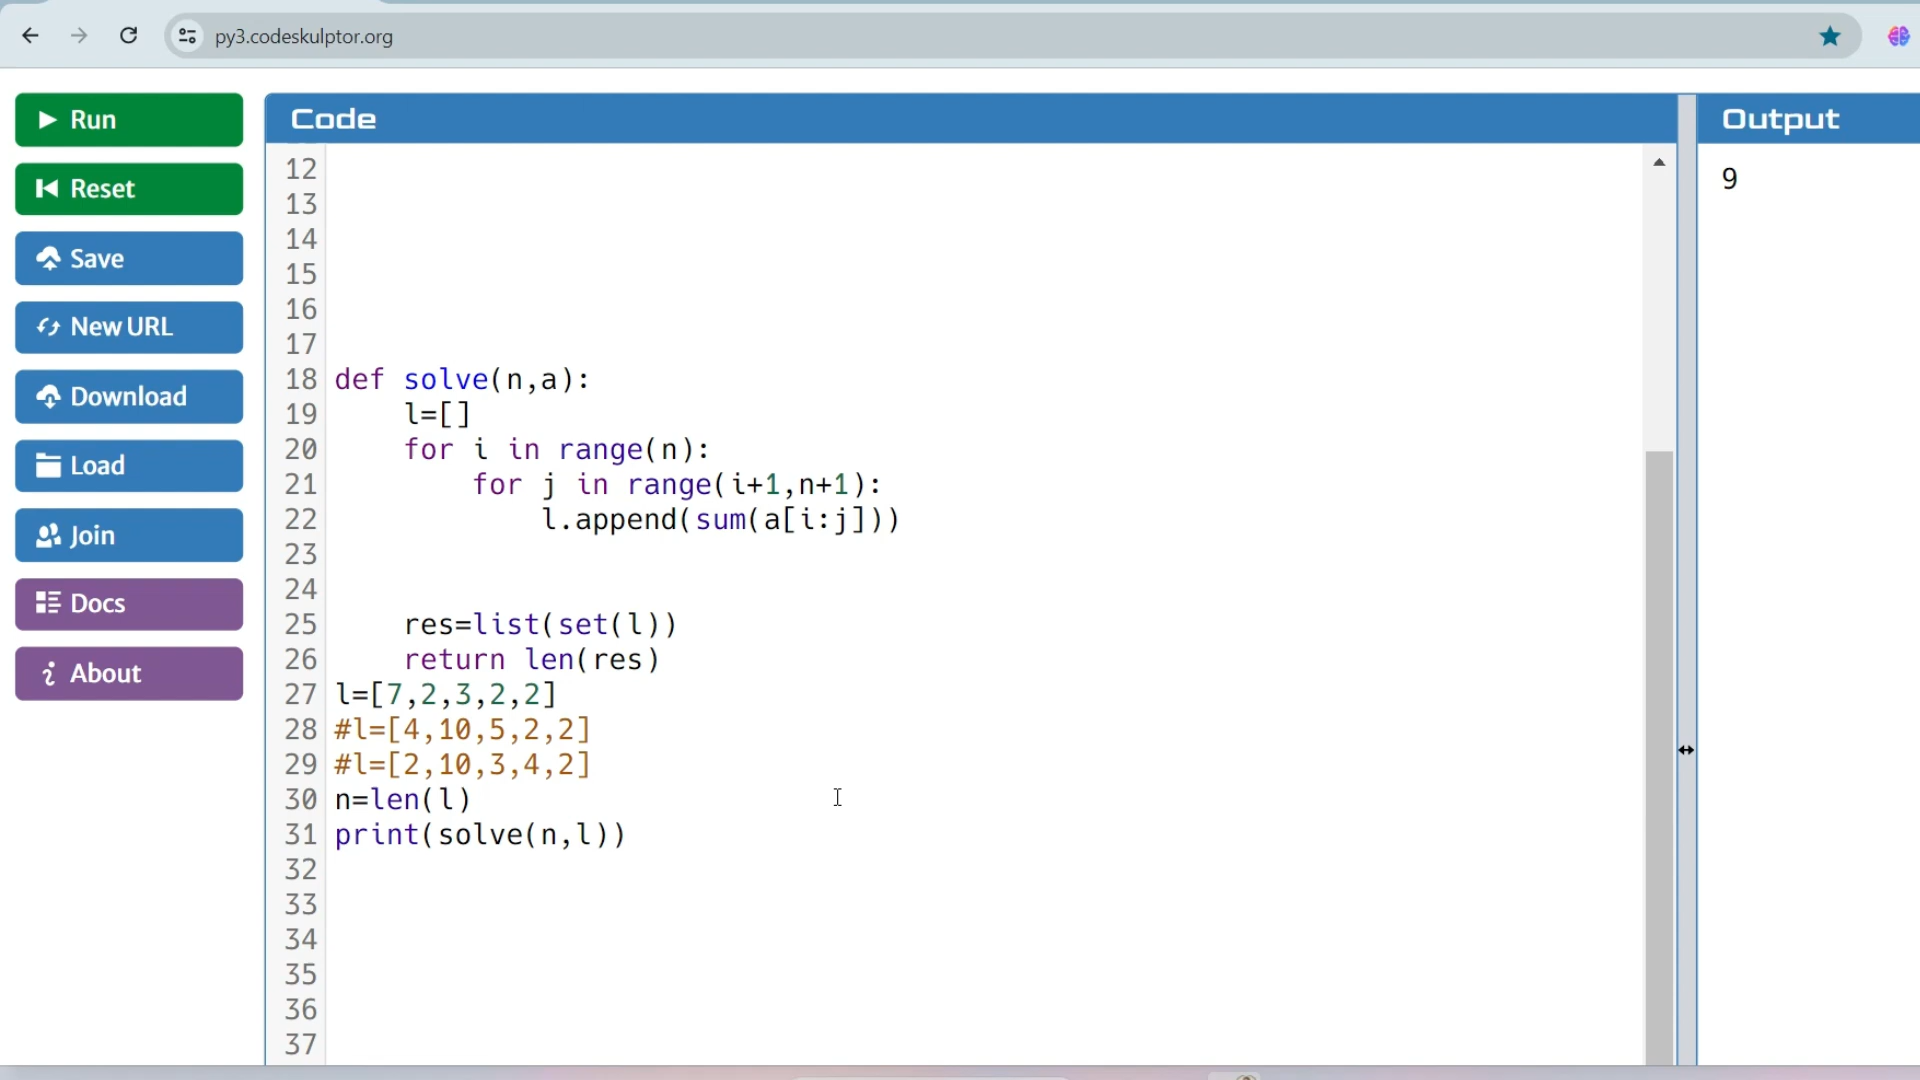 py3.codeskulptor.org
Run
Reset
Save
New URL
Download
Load
Join
Docs
About
Code
12
13
14
15
16
17
18 def solve(n,a):
19     l=[]
20     for i in range(n):
21         for j in range(i+1,n+1):
22             l.append(sum(a[i:j]))
23
24
25     res=list(set(l))
26     return len(res)
27 l=[7,2,3,2,2]
28 #l=[4,10,5,2,2]
29 #l=[2,10,3,4,2]
30 n=len(l)
31 print(solve(n,l))
32
33
34
35
36
37
Output
9